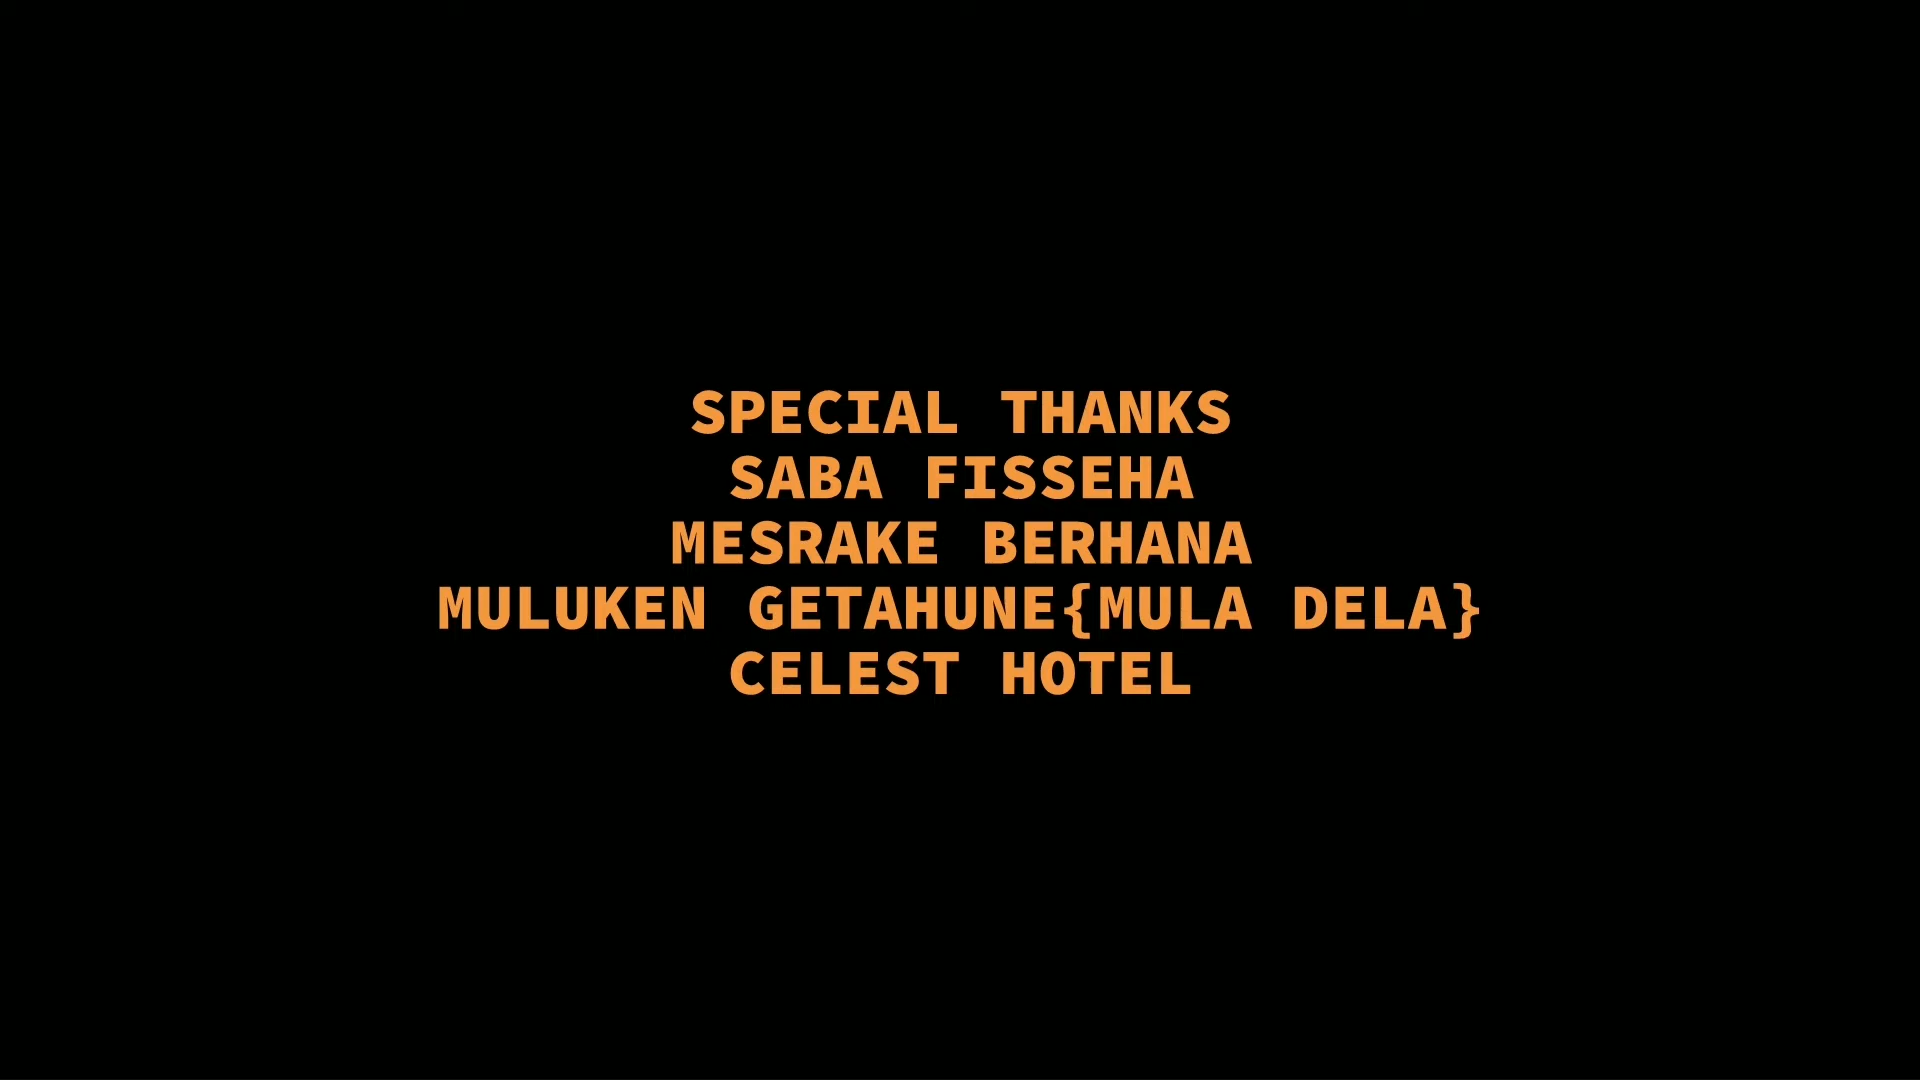 SPECIAL THANKS
SABA FISSEHA
MESRAKE BERHANA
MULUKEN GETAHUNE{MULA DELA}
CELEST HOTEL